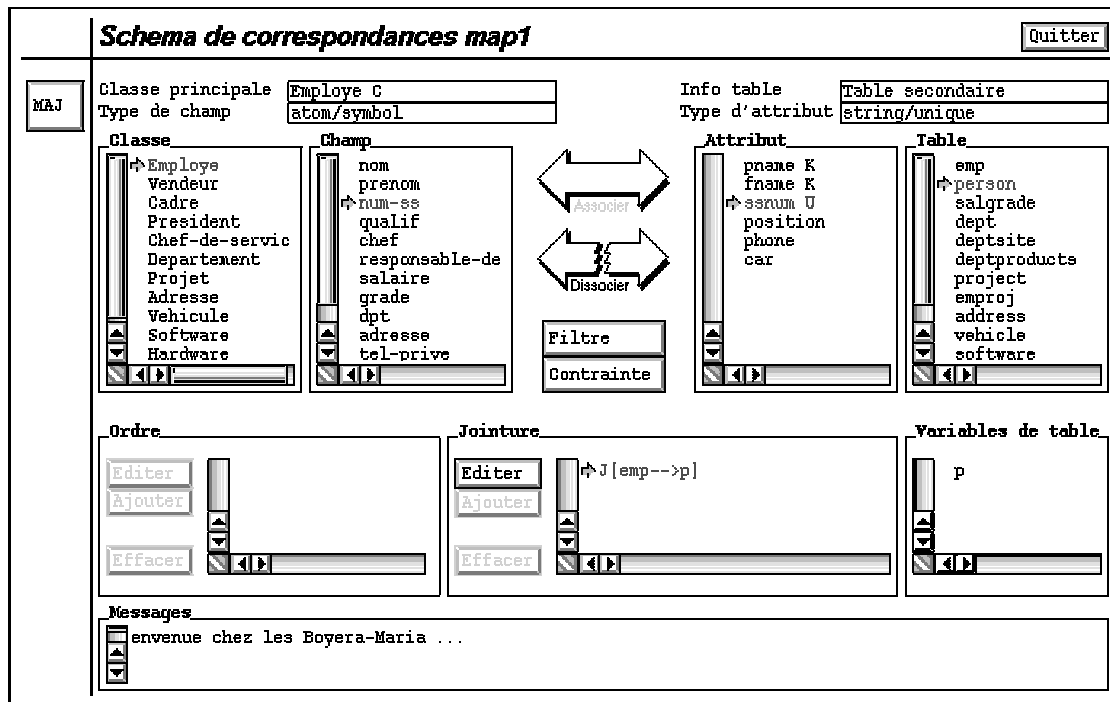 Schema de correspondances map1
Quitter
MAJ
Classe principale Employe C
Type de champ atom/symbol
Info table Table secondaire
Type d'attribut string/unique
Classe
Employe
Vendeur
Cadre
President
Chef-de-servic
Departement
Projet
Adresse
Vehicule
Software
Hardware
Champ
nom
prenom
num-ss
qualif
chef
responsable-de
salaire
grade
dpt
adresse
tel-prive
Associer
Dissocier
Filtre
Contrainte
Attribut
pname K
fname K
ssnum U
position
phone
car
Table
emp
person
salgrade
dept
deptsite
deptproducts
project
emproj
address
vehicle
software
Ordre
Editer
Ajouter
Effacer
Jointure
Editer
Ajouter
Effacer
J[emp-->p]
Variables de table
p
Messages
envenue chez les Boyera-Maria ...